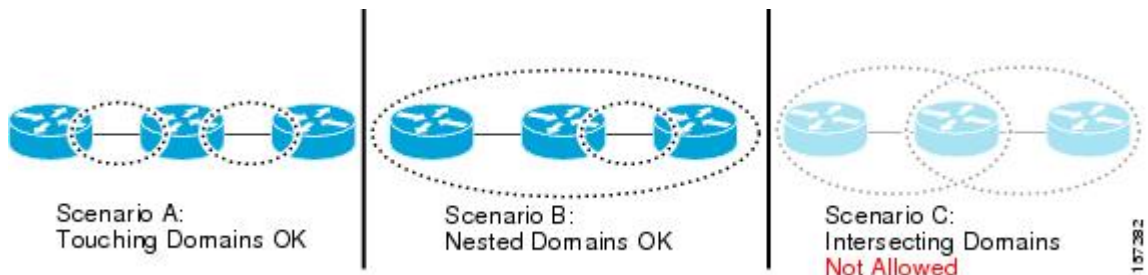 Scenario A:
Touching Domains OK
Scenario B:
Nested Domains OK
Scenario C:
Intersecting Domains
Not Allowed
157282